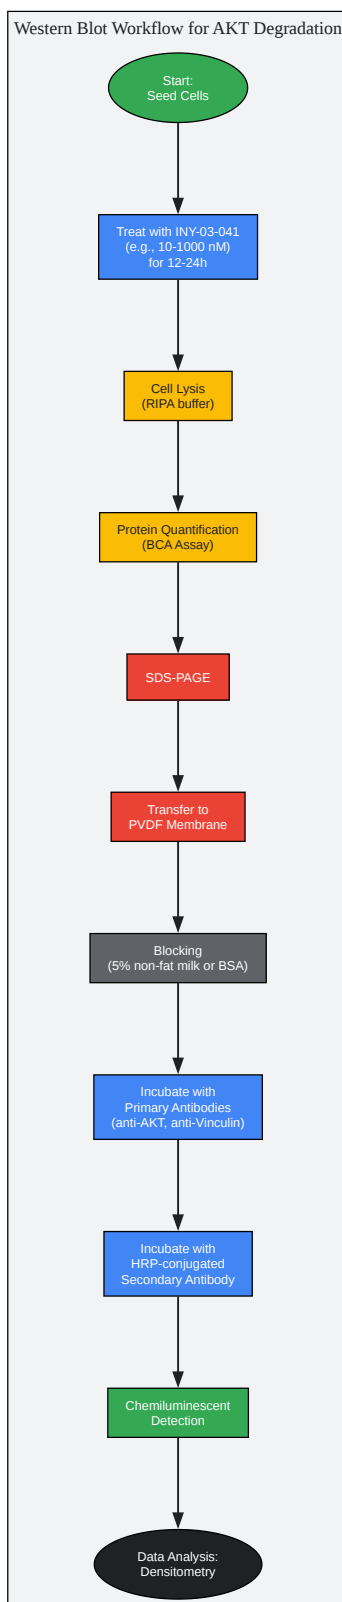 Western Blot Workflow for AKT Degradation
Start:
Seed Cells
Treat with INY-03-041
(e.g., 10-1000 nM)
for 12-24h
Cell Lysis
(RIPA buffer)
Protein Quantification
(BCA Assay)
SDS-PAGE
Transfer to
PVDF Membrane
Blocking
(5% non-fat milk or BSA)
Incubate with
Primary Antibodies
(anti-AKT, anti-Vinculin)
Incubate with
HRP-conjugated
Secondary Antibody
Chemiluminescent
Detection
Data Analysis:
Densitometry